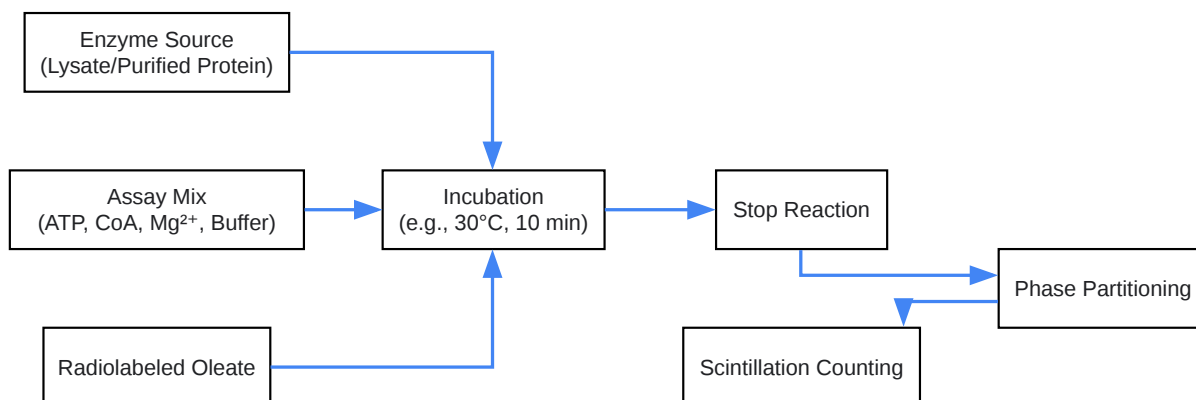 Enzyme Source
(Lysate/Purified Protein)
Assay Mix
(ATP, CoA, Mg²⁺, Buffer)
Incubation
(e.g., 30°C, 10 min)
Stop Reaction
Phase Partitioning
Radiolabeled Oleate
Scintillation Counting